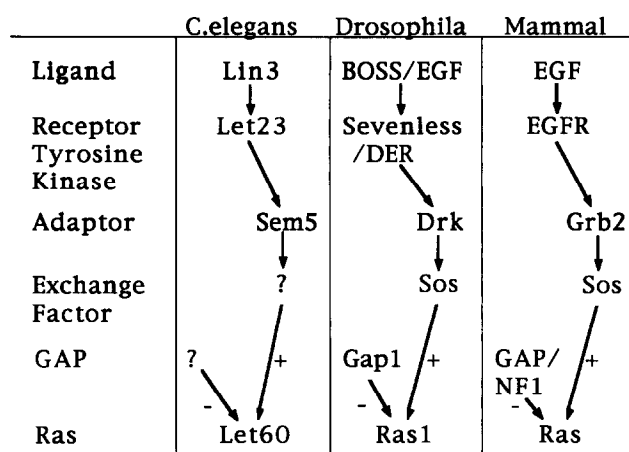 C.elegans Drosophila Mammal
Ligand Lin3 BOSS/EGF EGF
Receptor Let23 Sevenless EGFR
Tyrosine /DER
Kinase
Adaptor Sem5 Drk Grb2
Exchange ? Sos Sos
Factor
GAP ? + Gap1 + GAP/ +
NF1
- - -
Ras Let60 Ras1 Ras